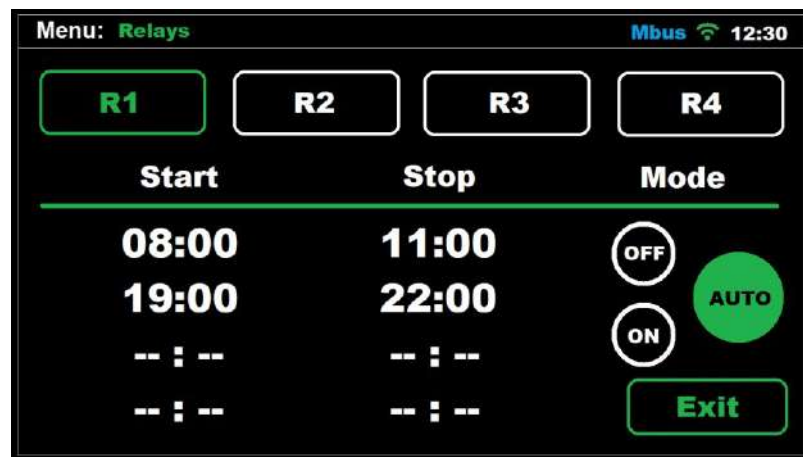 Menu: Relays Mbus 12:30
R1 R2 R3 R4
Start Stop Mode
08:00 11:00 OFF
19:00 22:00 AUTO
-- : -- -- : -- ON
-- : -- -- : -- Exit